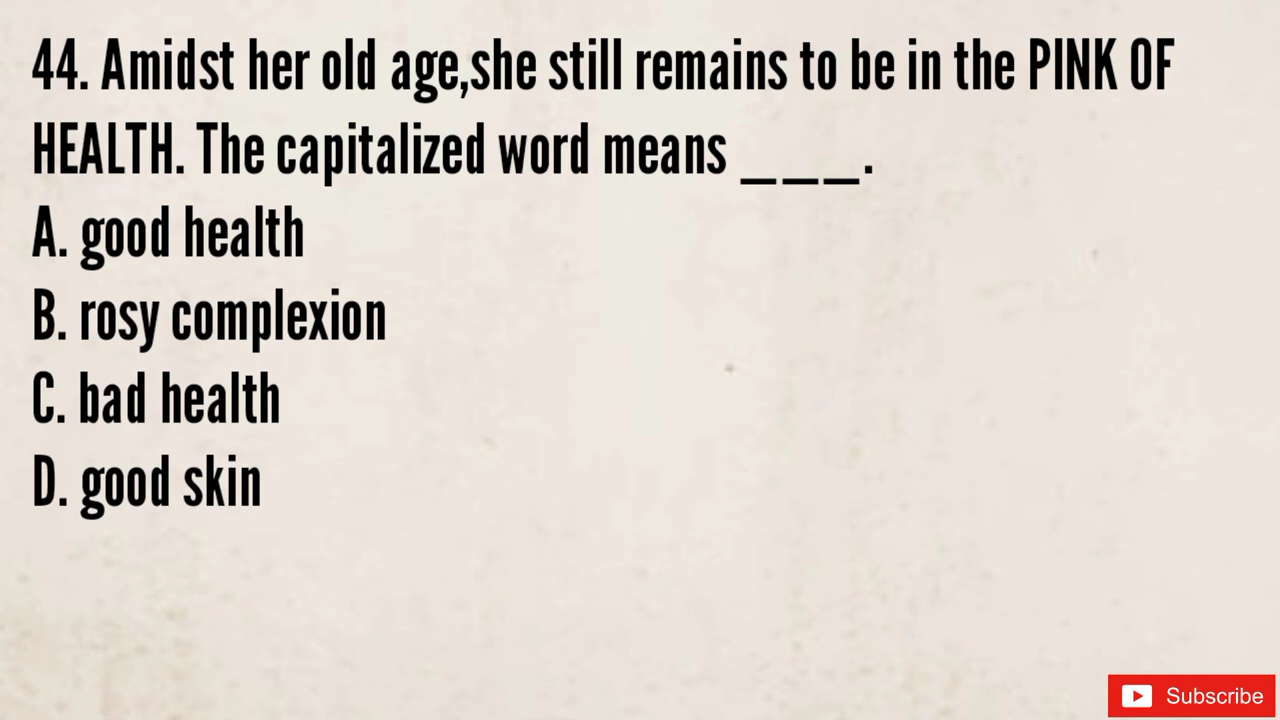 44. Amidst her old age,she still remains to be in the PINK OF
HEALTH. The capitalized word means ___.
A. good health
B. rosy complexion
C. bad health
D. good skin
Subscribe